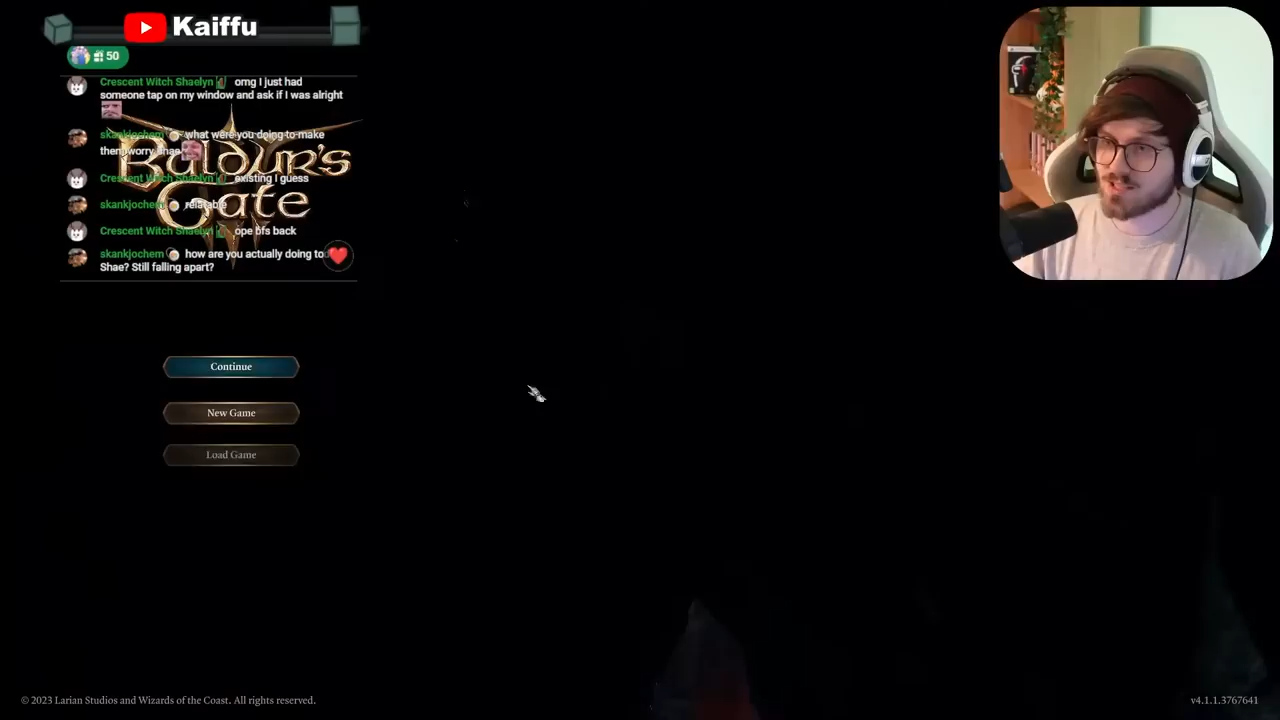 Kaiffu
50
Crescent Witch Shaelyn omg I just had
someone tap on my window and ask if I was alright
skankjochem what were you doing to make
them worry shae
Crescent Witch Shaelyn existing I guess
skankjochem relatable
Crescent Witch Shaelyn ope bfs back
skankjochem how are you actually doing
Shae? Still falling apart?
Baldur's
Gate
Continue
New Game
Load Game
© 2023 Larian Studios and Wizards of the Coast. All rights reserved.
v4.1.1.3767641